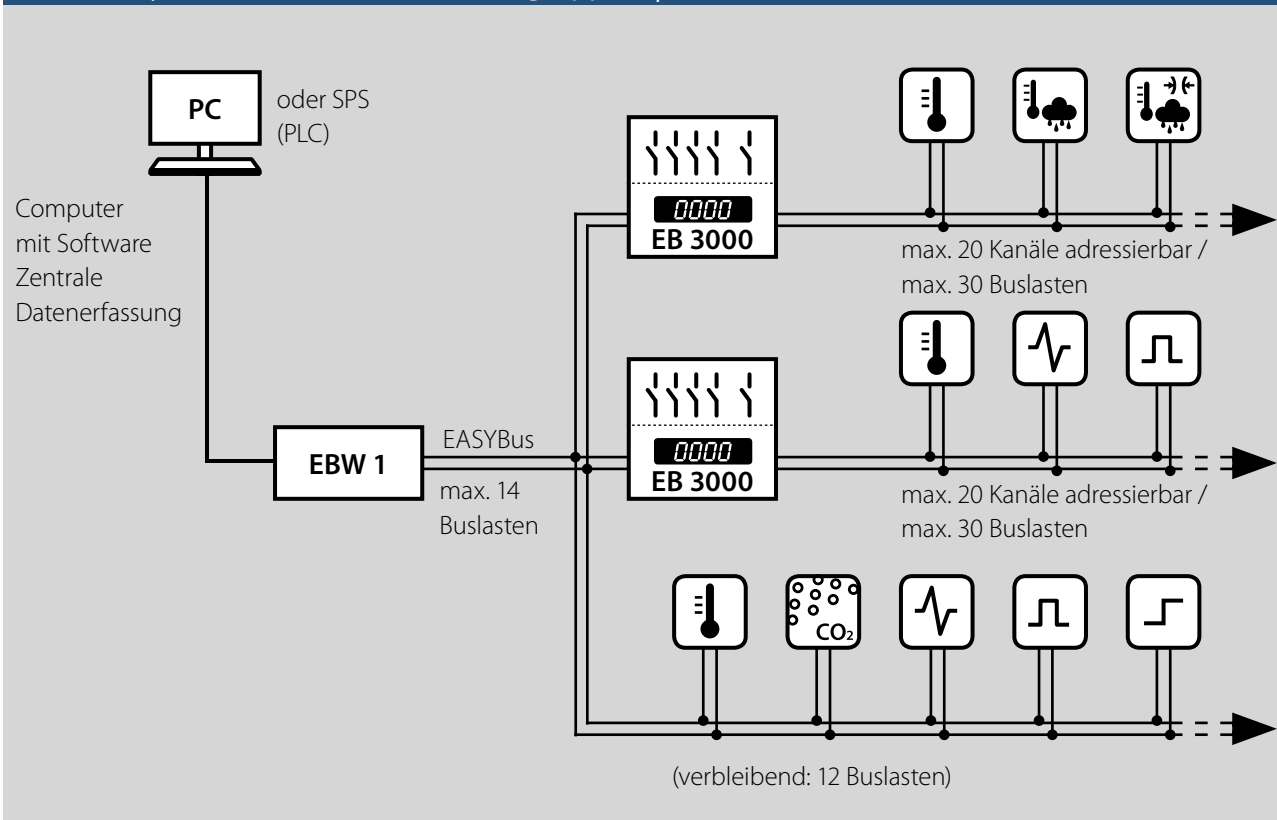 PC
oder SPS
(PLC)
Computer
mit Software
Zentrale
Datenerfassung
EBW 1
EASYBus
max. 14
Buslasten
0000
EB 3000
max. 20 Kanäle adressierbar /
max. 30 Buslasten
0000
EB 3000
max. 20 Kanäle adressierbar /
max. 30 Buslasten
CO₂
(verbleibend: 12 Buslasten)